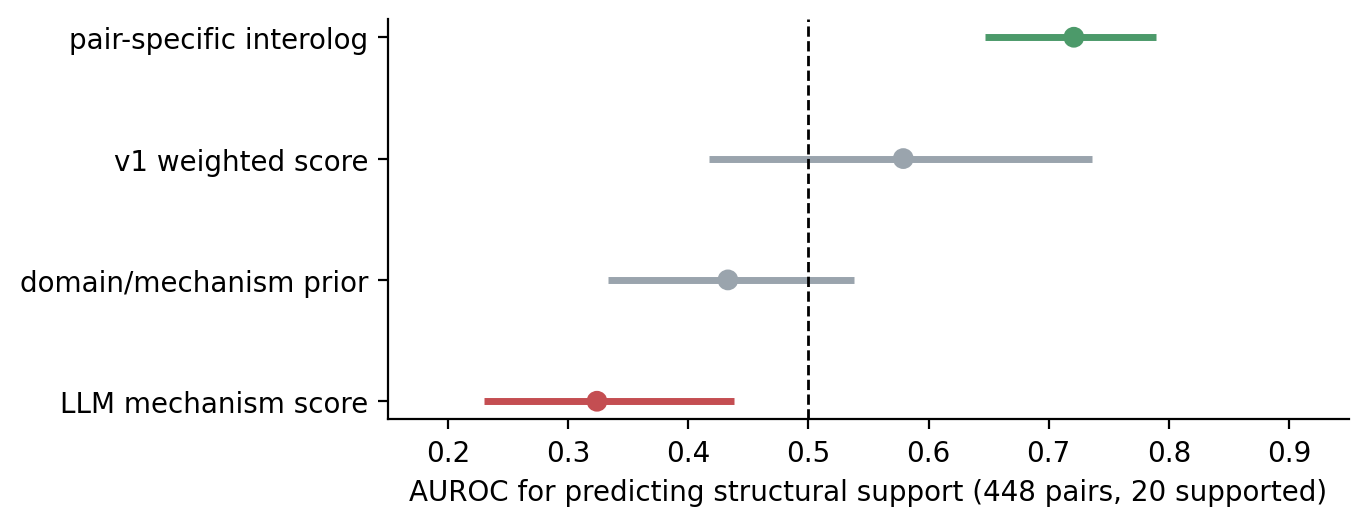 pair-specific interolog
v1 weighted score
domain/mechanism prior
LLM mechanism score
0.2 0.3 0.4 0.5 0.6 0.7 0.8 0.9
AUROC for predicting structural support (448 pairs, 20 supported)